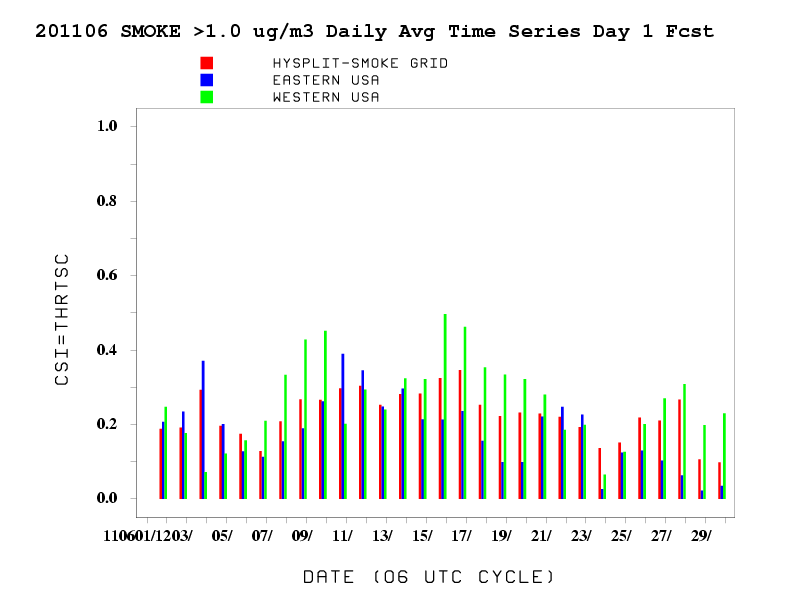 201106 SMOKE >1.0 ug/m3 Daily Avg Time Series Day 1 Fcst
HYSPLIT-SMOKE GRID
EASTERN USA
WESTERN USA
1.0
0.8
0.6
0.4
0.2
0.0
CSI=THRTSC
110601/12 03/ 05/ 07/ 09/ 11/ 13/ 15/ 17/ 19/ 21/ 23/ 25/ 27/ 29/
DATE (06 UTC CYCLE)